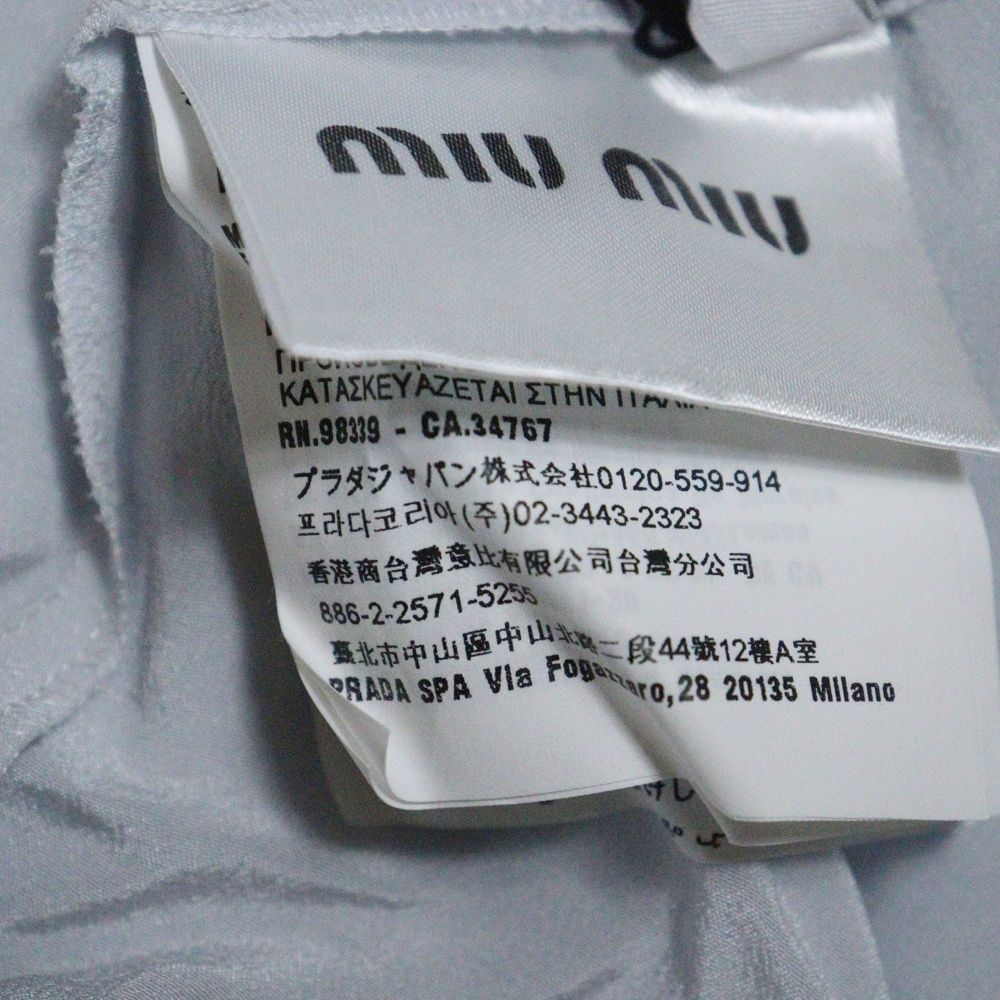 miu miu
ΚΑΤΑΣΚΕΥΑΖΕΤΑΙ ΣΤΗΝ
RN.98339 - CA.34767
プラダジャパン株式会社0120-559-914
프라다코리아(주)02-3443-2323
香港商台灣意比有限公司台灣分公司
886-2-2571-5255
臺北市中山區中山北路二段44號12樓A室
PRADA SPA Via Fogazzaro,28 20135 Milano